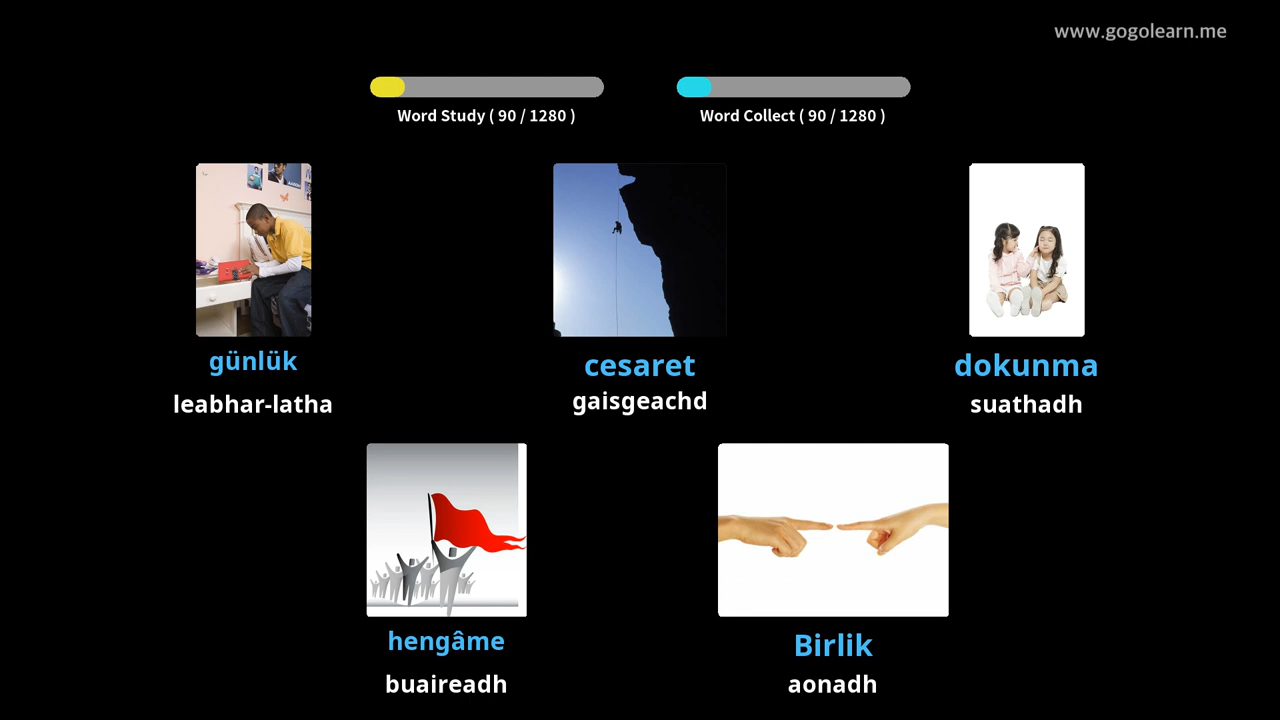 www.gogolearn.me
Word Study ( 90 / 1280 )
Word Collect ( 90 / 1280 )
günlük
leabhar-latha
cesaret
gaisgeachd
dokunma
suathadh
hengâme
buaireadh
Birlik
aonadh